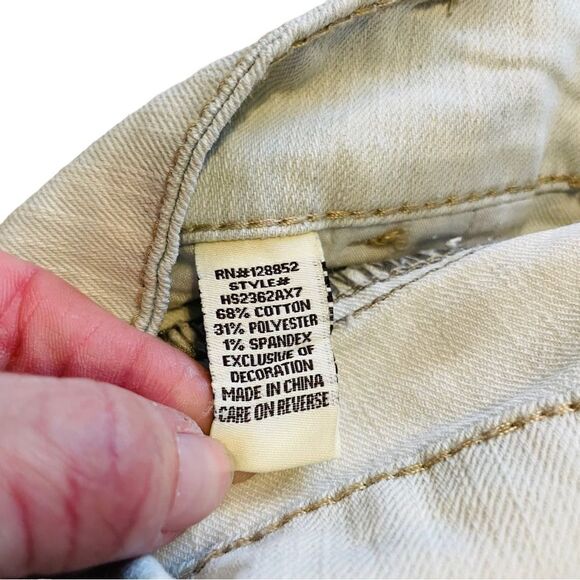 RN#128852
STYLE#
HS2362AX7
68% COTTON
31% POLYESTER
1% SPANDEX
EXCLUSIVE OF
DECORATION
MADE IN CHINA
CARE ON REVERSE